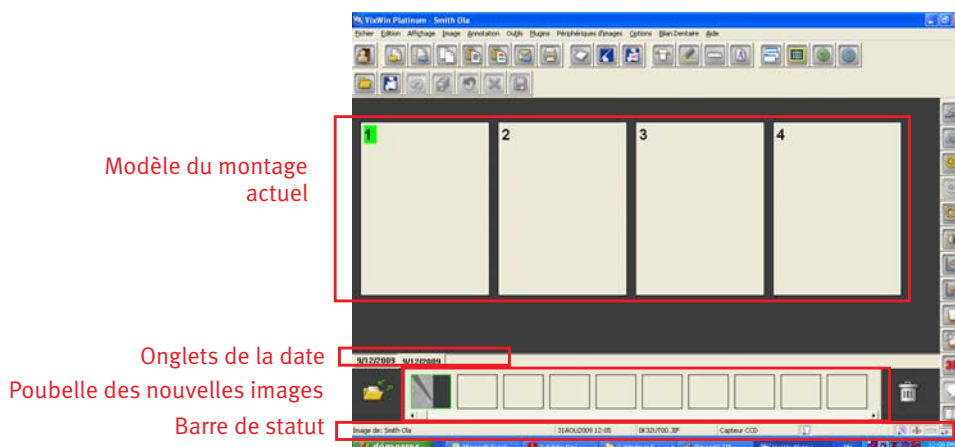 VixWin Platinum - Smith Ola
Fichier Edition Affichage Image Annotation Outils Plugins Périphériques d'images Options Bilan Dentaire Aide
1 2 3 4
Modèle du montage
actuel
Onglets de la date
9/12/2009 9/12/2009
Poubelle des nouvelles images
Barre de statut
Image de: Smith Ola 31AOU2009 12:05 Capteur CCD
démarrer